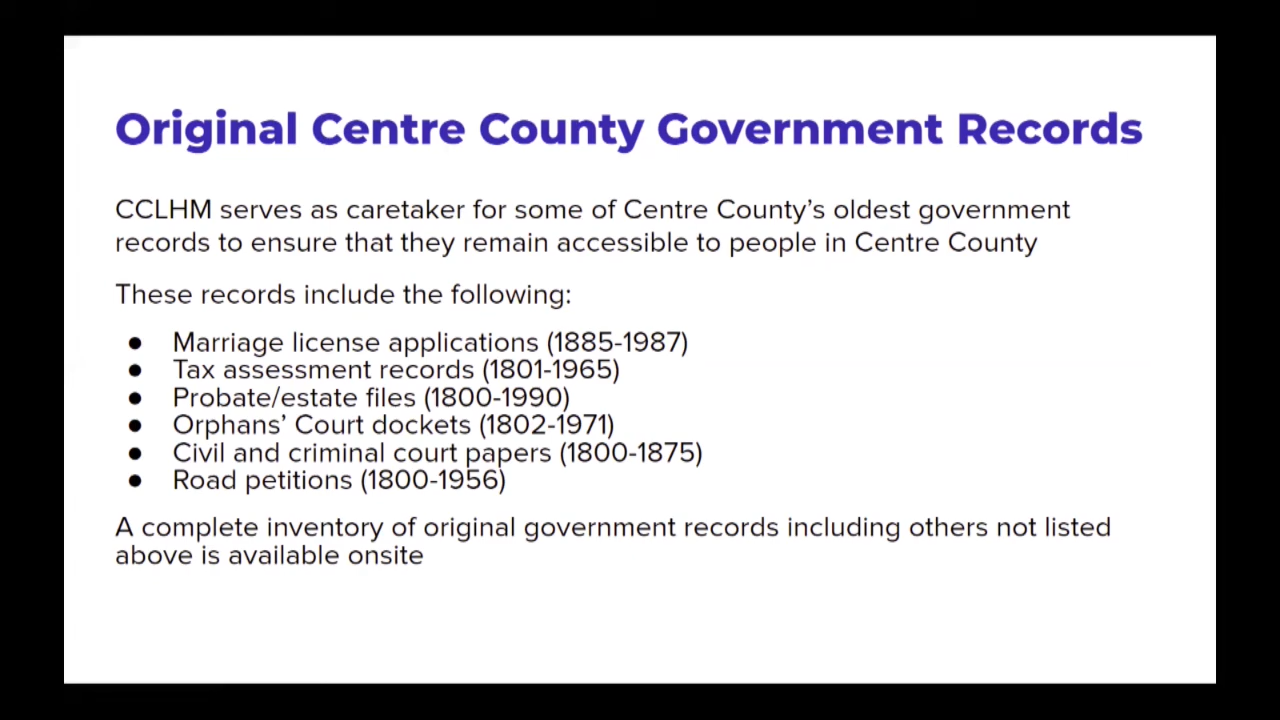 Original Centre County Government Records
CCLHM serves as caretaker for some of Centre County's oldest government
records to ensure that they remain accessible to people in Centre County
These records include the following:
● Marriage license applications (1885-1987)
● Tax assessment records (1801-1965)
● Probate/estate files (1800-1990)
● Orphans' Court dockets (1802-1971)
● Civil and criminal court papers (1800-1875)
● Road petitions (1800-1956)
A complete inventory of original government records including others not listed
above is available onsite